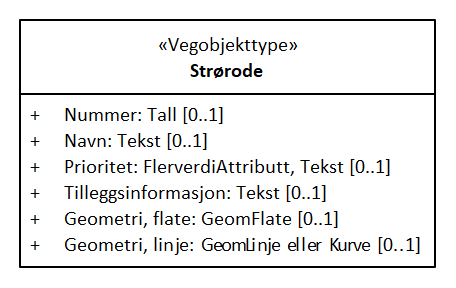 «Vegobjekttype»
Strørode
+ Nummer: Tall [0..1]
+ Navn: Tekst [0..1]
+ Prioritet: FlerverdiAttributt, Tekst [0..1]
+ Tilleggsinformasjon: Tekst [0..1]
+ Geometri, flate: GeomFlate [0..1]
+ Geometri, linje: GeomLinje eller Kurve [0..1]